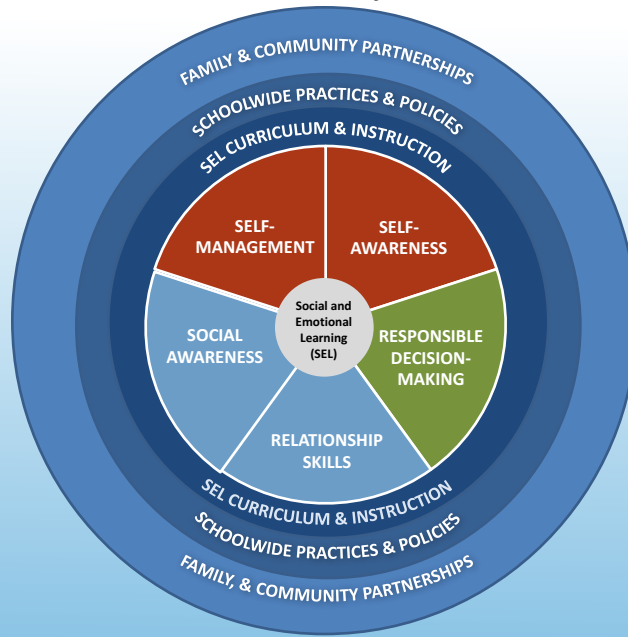 FAMILY & COMMUNITY PARTNERSHIPS
SCHOOLWIDE PRACTICES & POLICIES
SEL CURRICULUM & INSTRUCTION
SELF-
MANAGEMENT
SELF-
AWARENESS
Social and
Emotional
Learning
(SEL)
SOCIAL
AWARENESS
RESPONSIBLE
DECISION-
MAKING
RELATIONSHIP
SKILLS
SEL CURRICULUM & INSTRUCTION
SCHOOLWIDE PRACTICES & POLICIES
FAMILY, & COMMUNITY PARTNERSHIPS